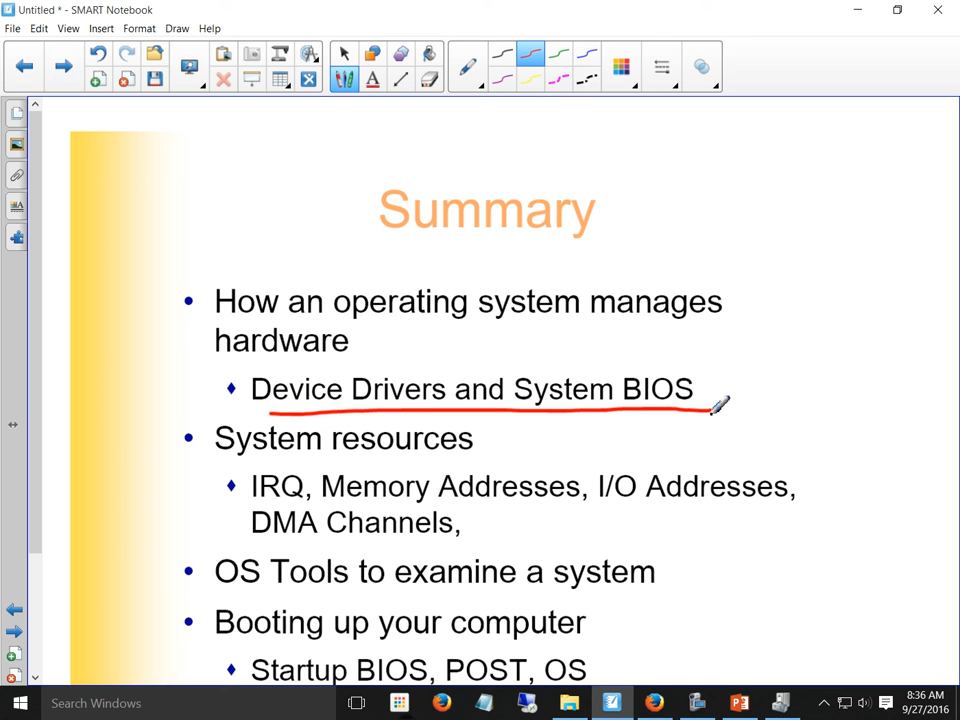 Untitled * - SMART Notebook
File Edit View Insert Format Draw Help
Summary
• How an operating system manages
hardware
♦ Device Drivers and System BIOS
• System resources
♦ IRQ, Memory Addresses, I/O Addresses,
DMA Channels,
• OS Tools to examine a system
• Booting up your computer
♦ Startup BIOS, POST, OS
Search Windows
8:36 AM
9/27/2016